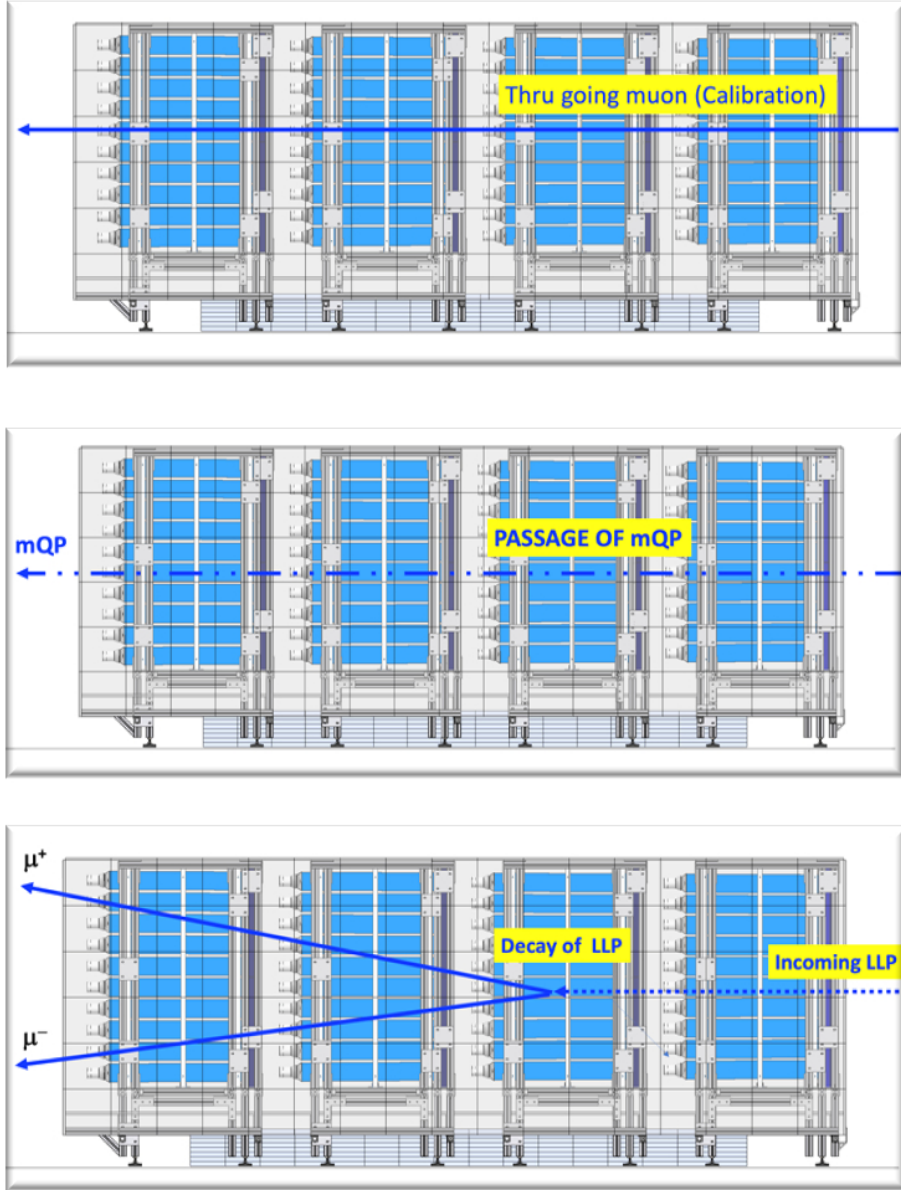 Thru going muon (Calibration)
mQP
PASSAGE OF mQP
μ⁺
Decay of LLP
Incoming LLP
μ⁻